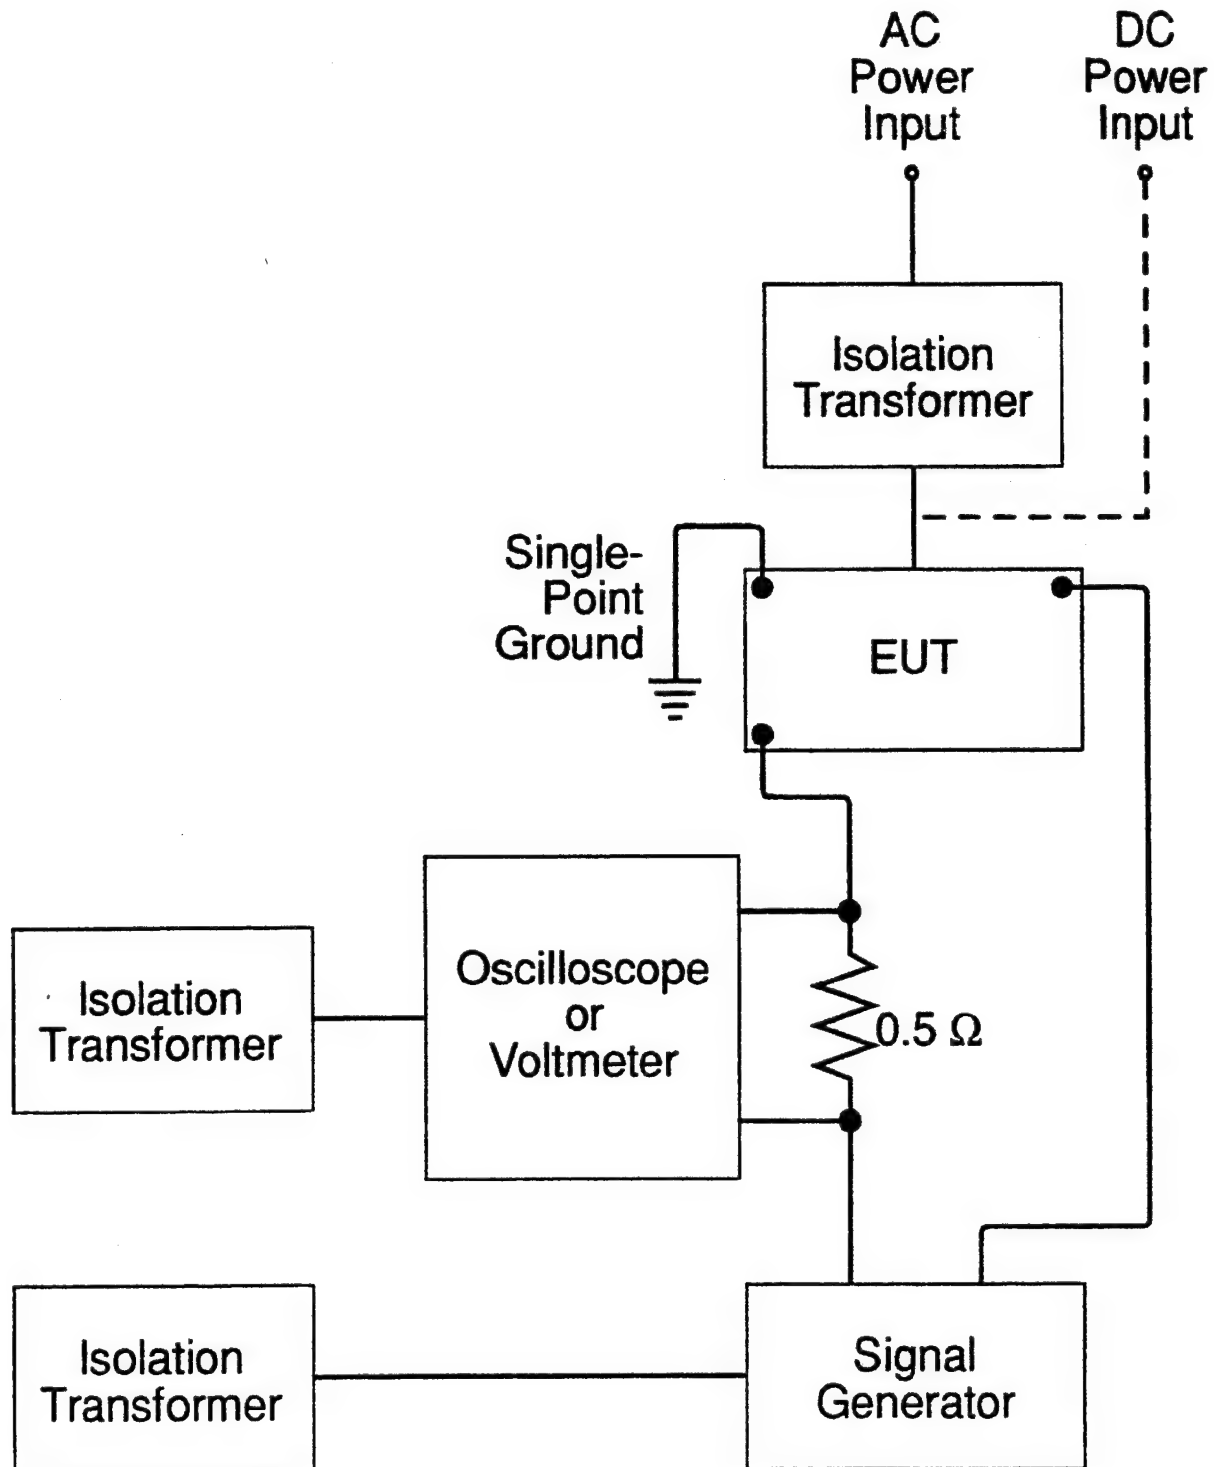 AC
Power
Input
DC
Power
Input
Isolation
Transformer
Single-
Point
Ground
EUT
Oscilloscope
or
Voltmeter
Isolation
Transformer
0.5 Ω
Isolation
Transformer
Signal
Generator